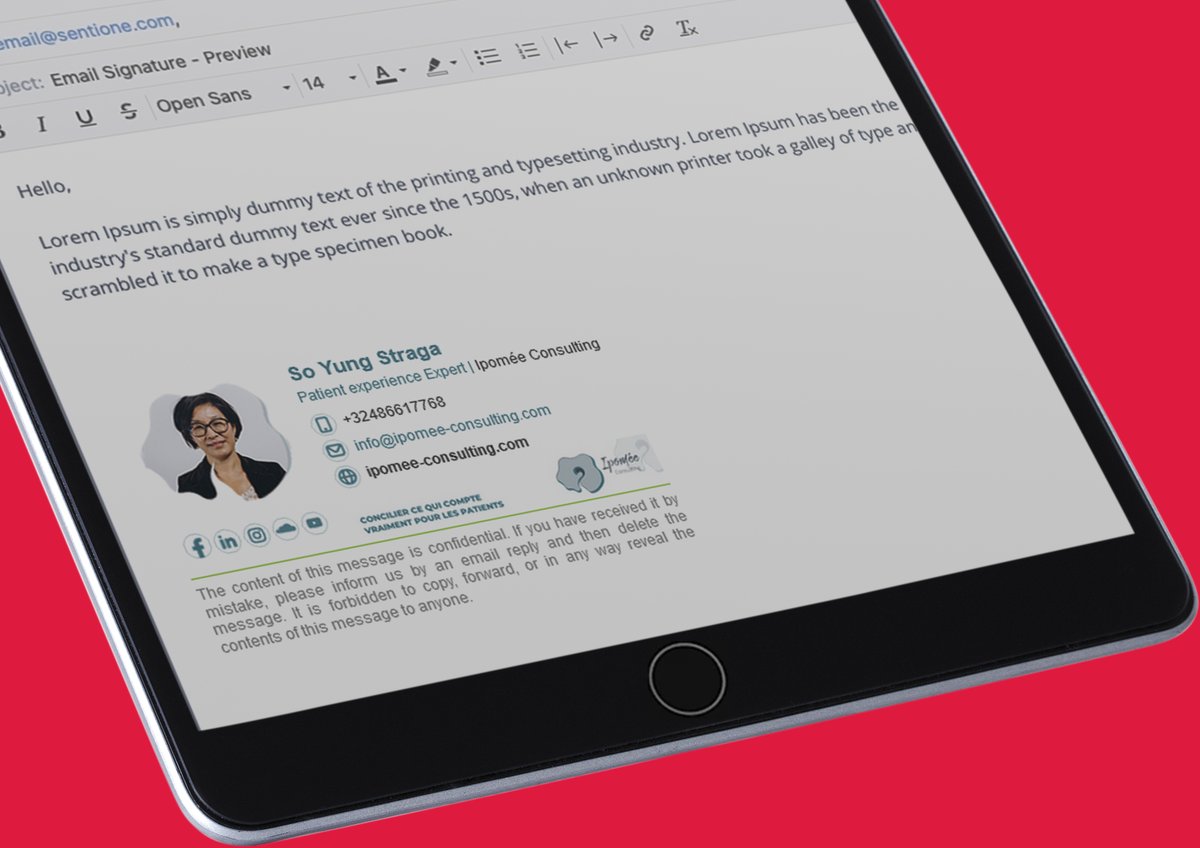 email@sentione.com,
Subject: Email Signature - Preview
B I U S Open Sans 14 A Tx
Hello,
Lorem Ipsum is simply dummy text of the printing and typesetting industry. Lorem Ipsum has been the
industry's standard dummy text ever since the 1500s, when an unknown printer took a galley of type an
scrambled it to make a type specimen book.
So Yung Straga
Patient experience Expert | Ipomée Consulting
+32486617768
info@ipomee-consulting.com
ipomee-consulting.com
Ipomée
Consulting
CONCILIER CE QUI COMPTE
VRAIMENT POUR LES PATIENTS
The content of this message is confidential. If you have received it by
mistake, please inform us by an email reply and then delete the
message. It is forbidden to copy, forward, or in any way reveal the
contents of this message to anyone.